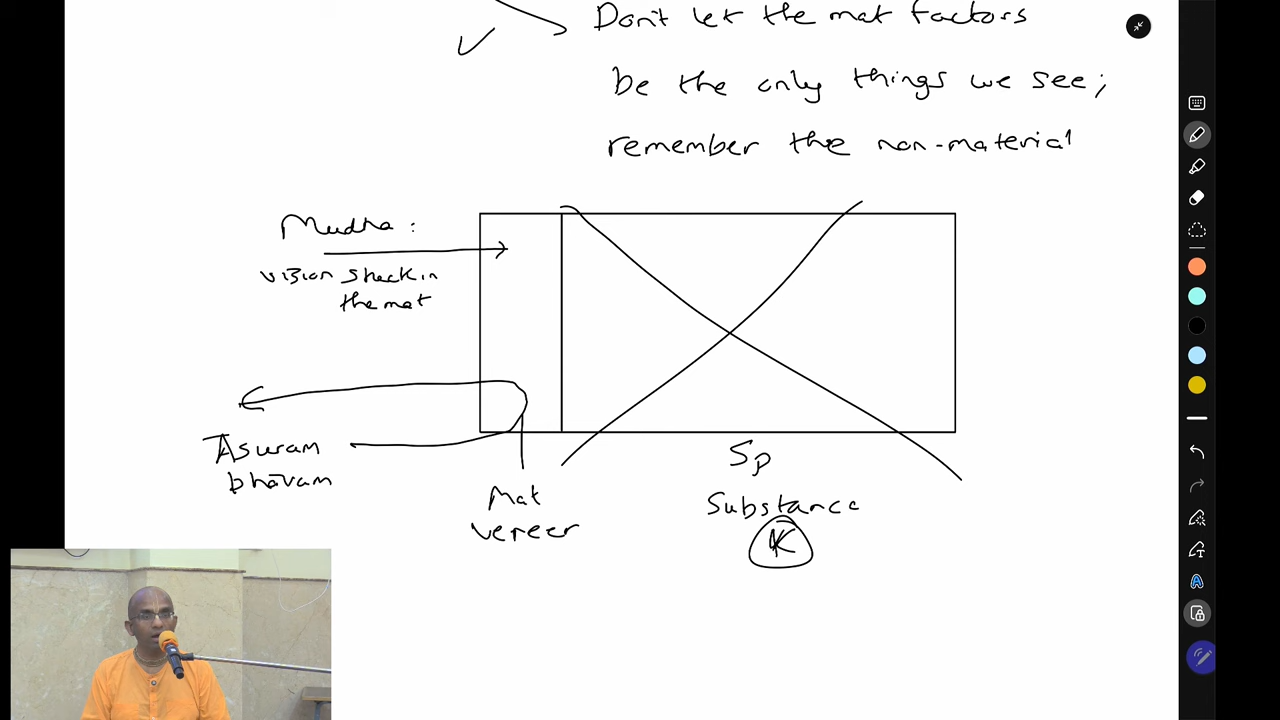 Don't let the mat factors
be the only things we see;
remember the non-material
Mudha :
vision stuck in
the mat
Asuram
bhavam
Mat
veneer
Sp
Substance
K